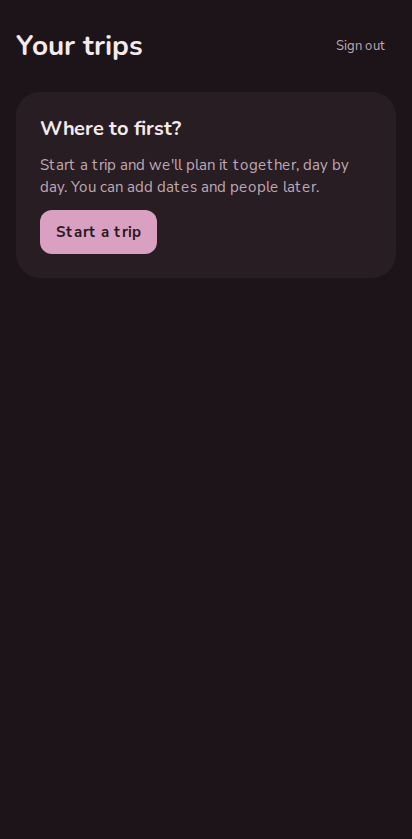 Your trips
Sign out
Where to first?
Start a trip and we'll plan it together, day by
day. You can add dates and people later.
Start a trip